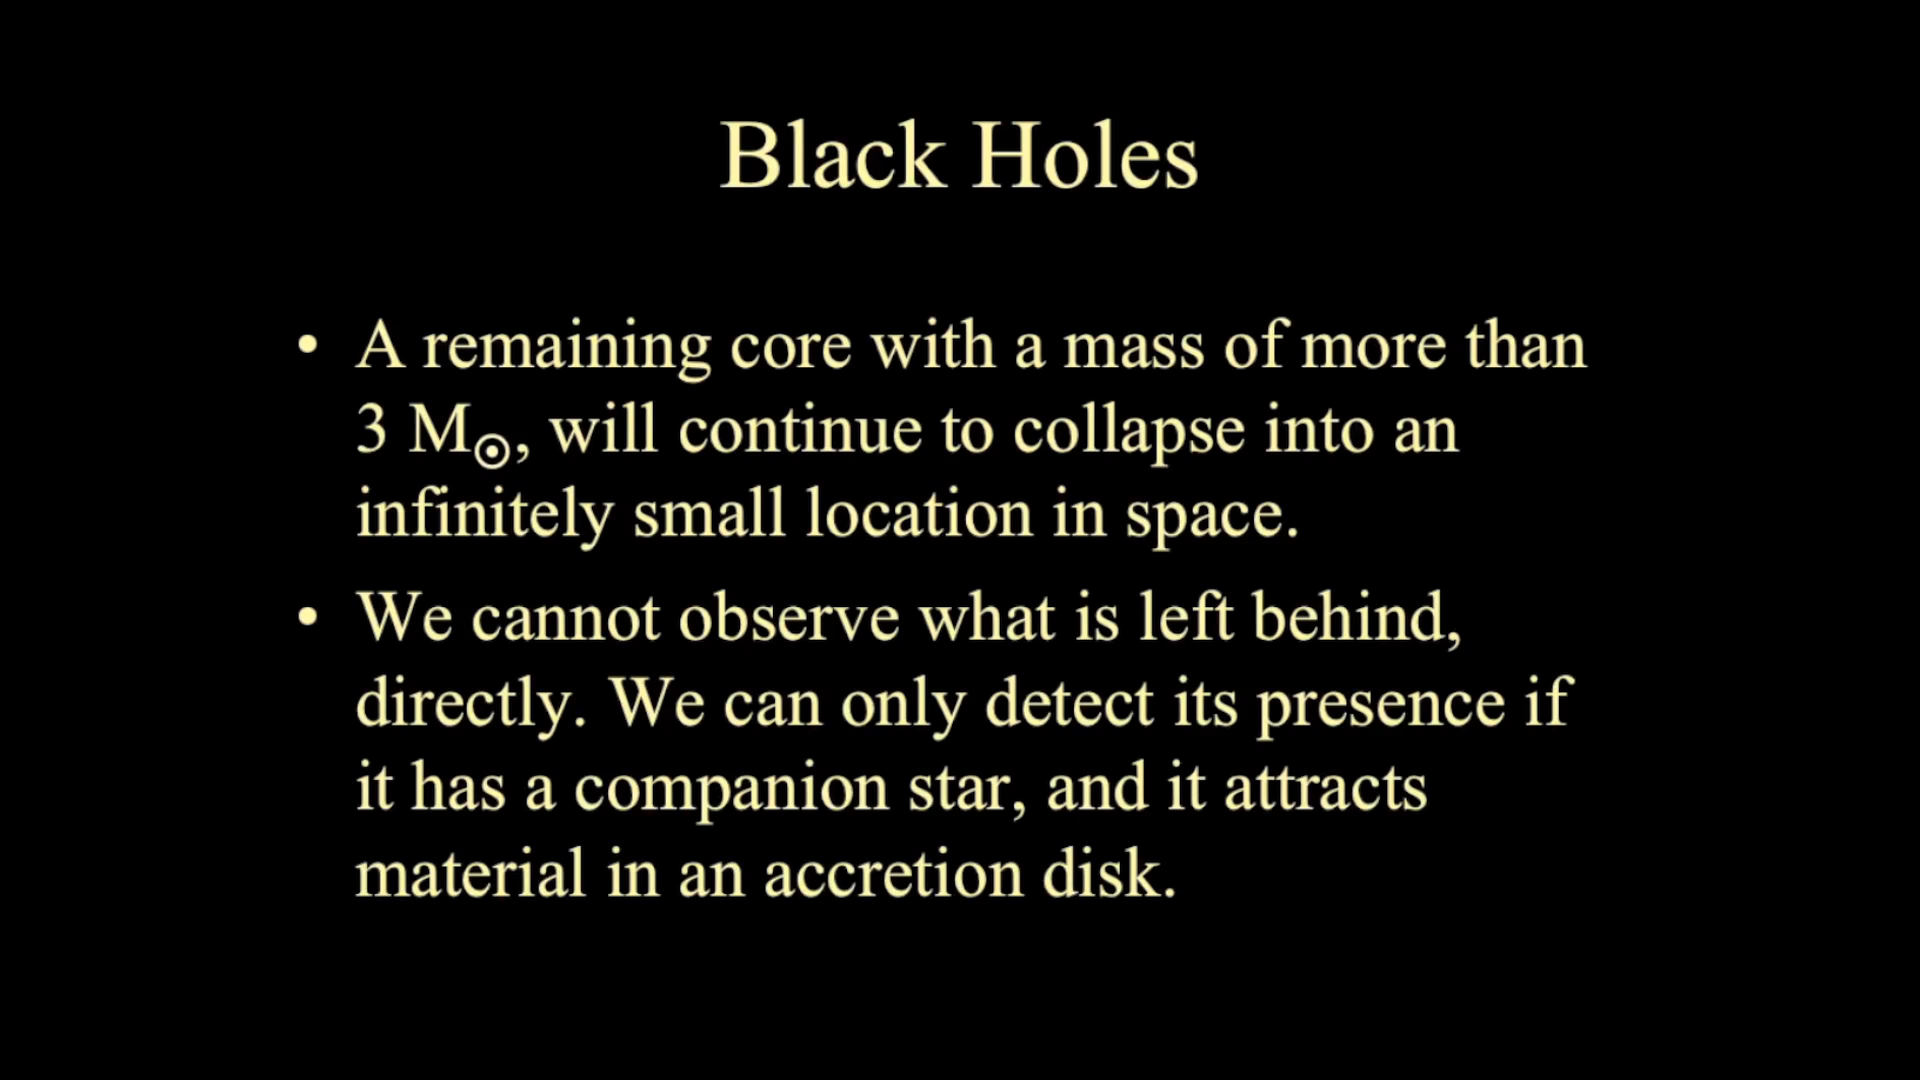 Black Holes
• A remaining core with a mass of more than
3 M☉, will continue to collapse into an
infinitely small location in space.
• We cannot observe what is left behind,
directly. We can only detect its presence if
it has a companion star, and it attracts
material in an accretion disk.